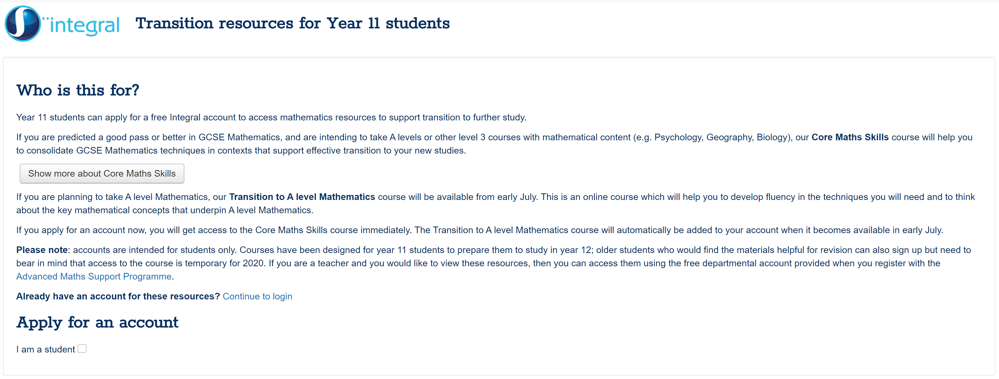 integral
Transition resources for Year 11 students
Who is this for?
Year 11 students can apply for a free Integral account to access mathematics resources to support transition to further study.
If you are predicted a good pass or better in GCSE Mathematics, and are intending to take A levels or other level 3 courses with mathematical content (e.g. Psychology, Geography, Biology), our Core Maths Skills course will help you
to consolidate GCSE Mathematics techniques in contexts that support effective transition to your new studies.
Show more about Core Maths Skills
If you are planning to take A level Mathematics, our Transition to A level Mathematics course will be available from early July. This is an online course which will help you to develop fluency in the techniques you will need and to think
about the key mathematical concepts that underpin A level Mathematics.
If you apply for an account now, you will get access to the Core Maths Skills course immediately. The Transition to A level Mathematics course will automatically be added to your account when it becomes available in early July.
Please note: accounts are intended for students only. Courses have been designed for year 11 students to prepare them to study in year 12; older students who would find the materials helpful for revision can also sign up but need to
bear in mind that access to the course is temporary for 2020. If you are a teacher and you would like to view these resources, then you can access them using the free departmental account provided when you register with the
Advanced Maths Support Programme.
Already have an account for these resources? Continue to login
Apply for an account
I am a student